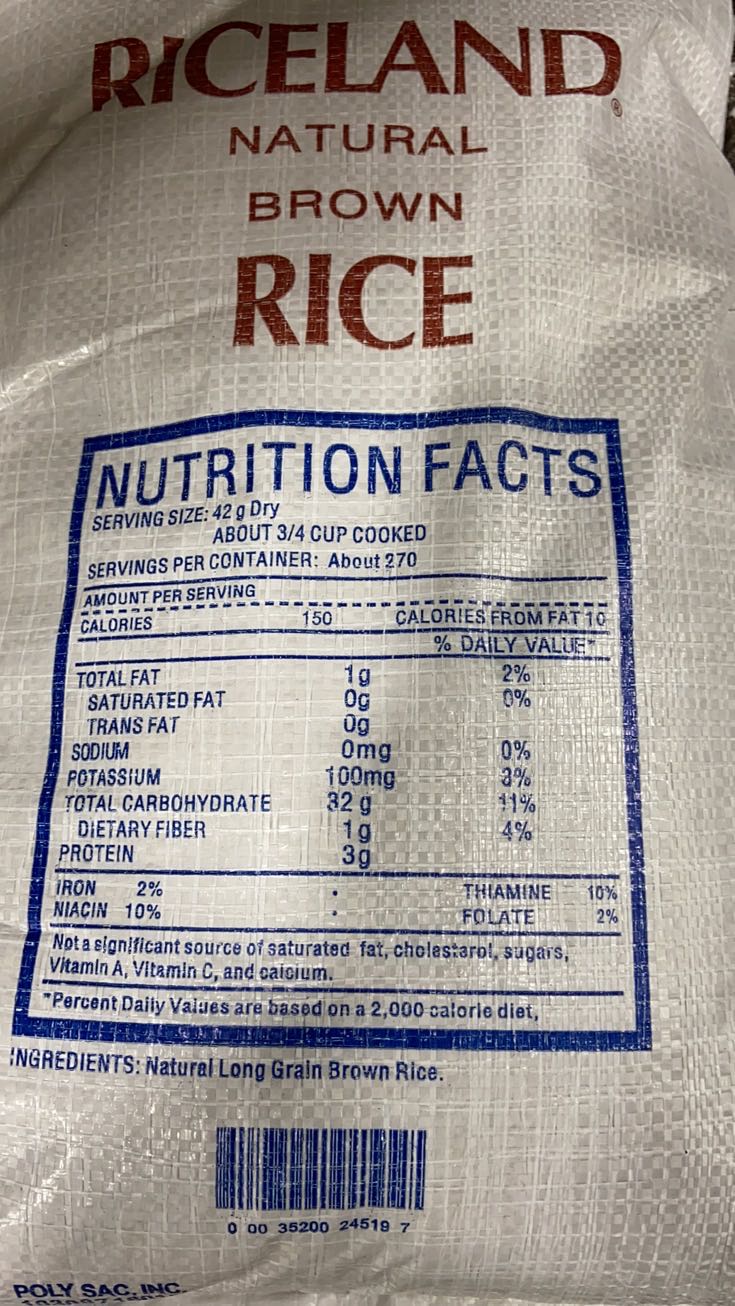 RICELAND®
NATURAL
BROWN
RICE
NUTRITION FACTS
SERVING SIZE: 42 g Dry
ABOUT 3/4 CUP COOKED
SERVINGS PER CONTAINER: About 270
AMOUNT PER SERVING
CALORIES 150 CALORIES FROM FAT 10
% DAILY VALUE*
TOTAL FAT 1g 2%
SATURATED FAT 0g 0%
TRANS FAT 0g
SODIUM 0mg 0%
POTASSIUM 100mg 3%
TOTAL CARBOHYDRATE 32 g 11%
DIETARY FIBER 1g 4%
PROTEIN 3g
IRON 2% • THIAMINE 10%
NIACIN 10% • FOLATE 2%
Not a significant source of saturated fat, cholestarol, sugars,
Vitamin A, Vitamin C, and calcium.
*Percent Daily Values are based on a 2,000 calorie diet,
INGREDIENTS: Natural Long Grain Brown Rice.
0 00 35200 24519 7
POLY SAC, INC.